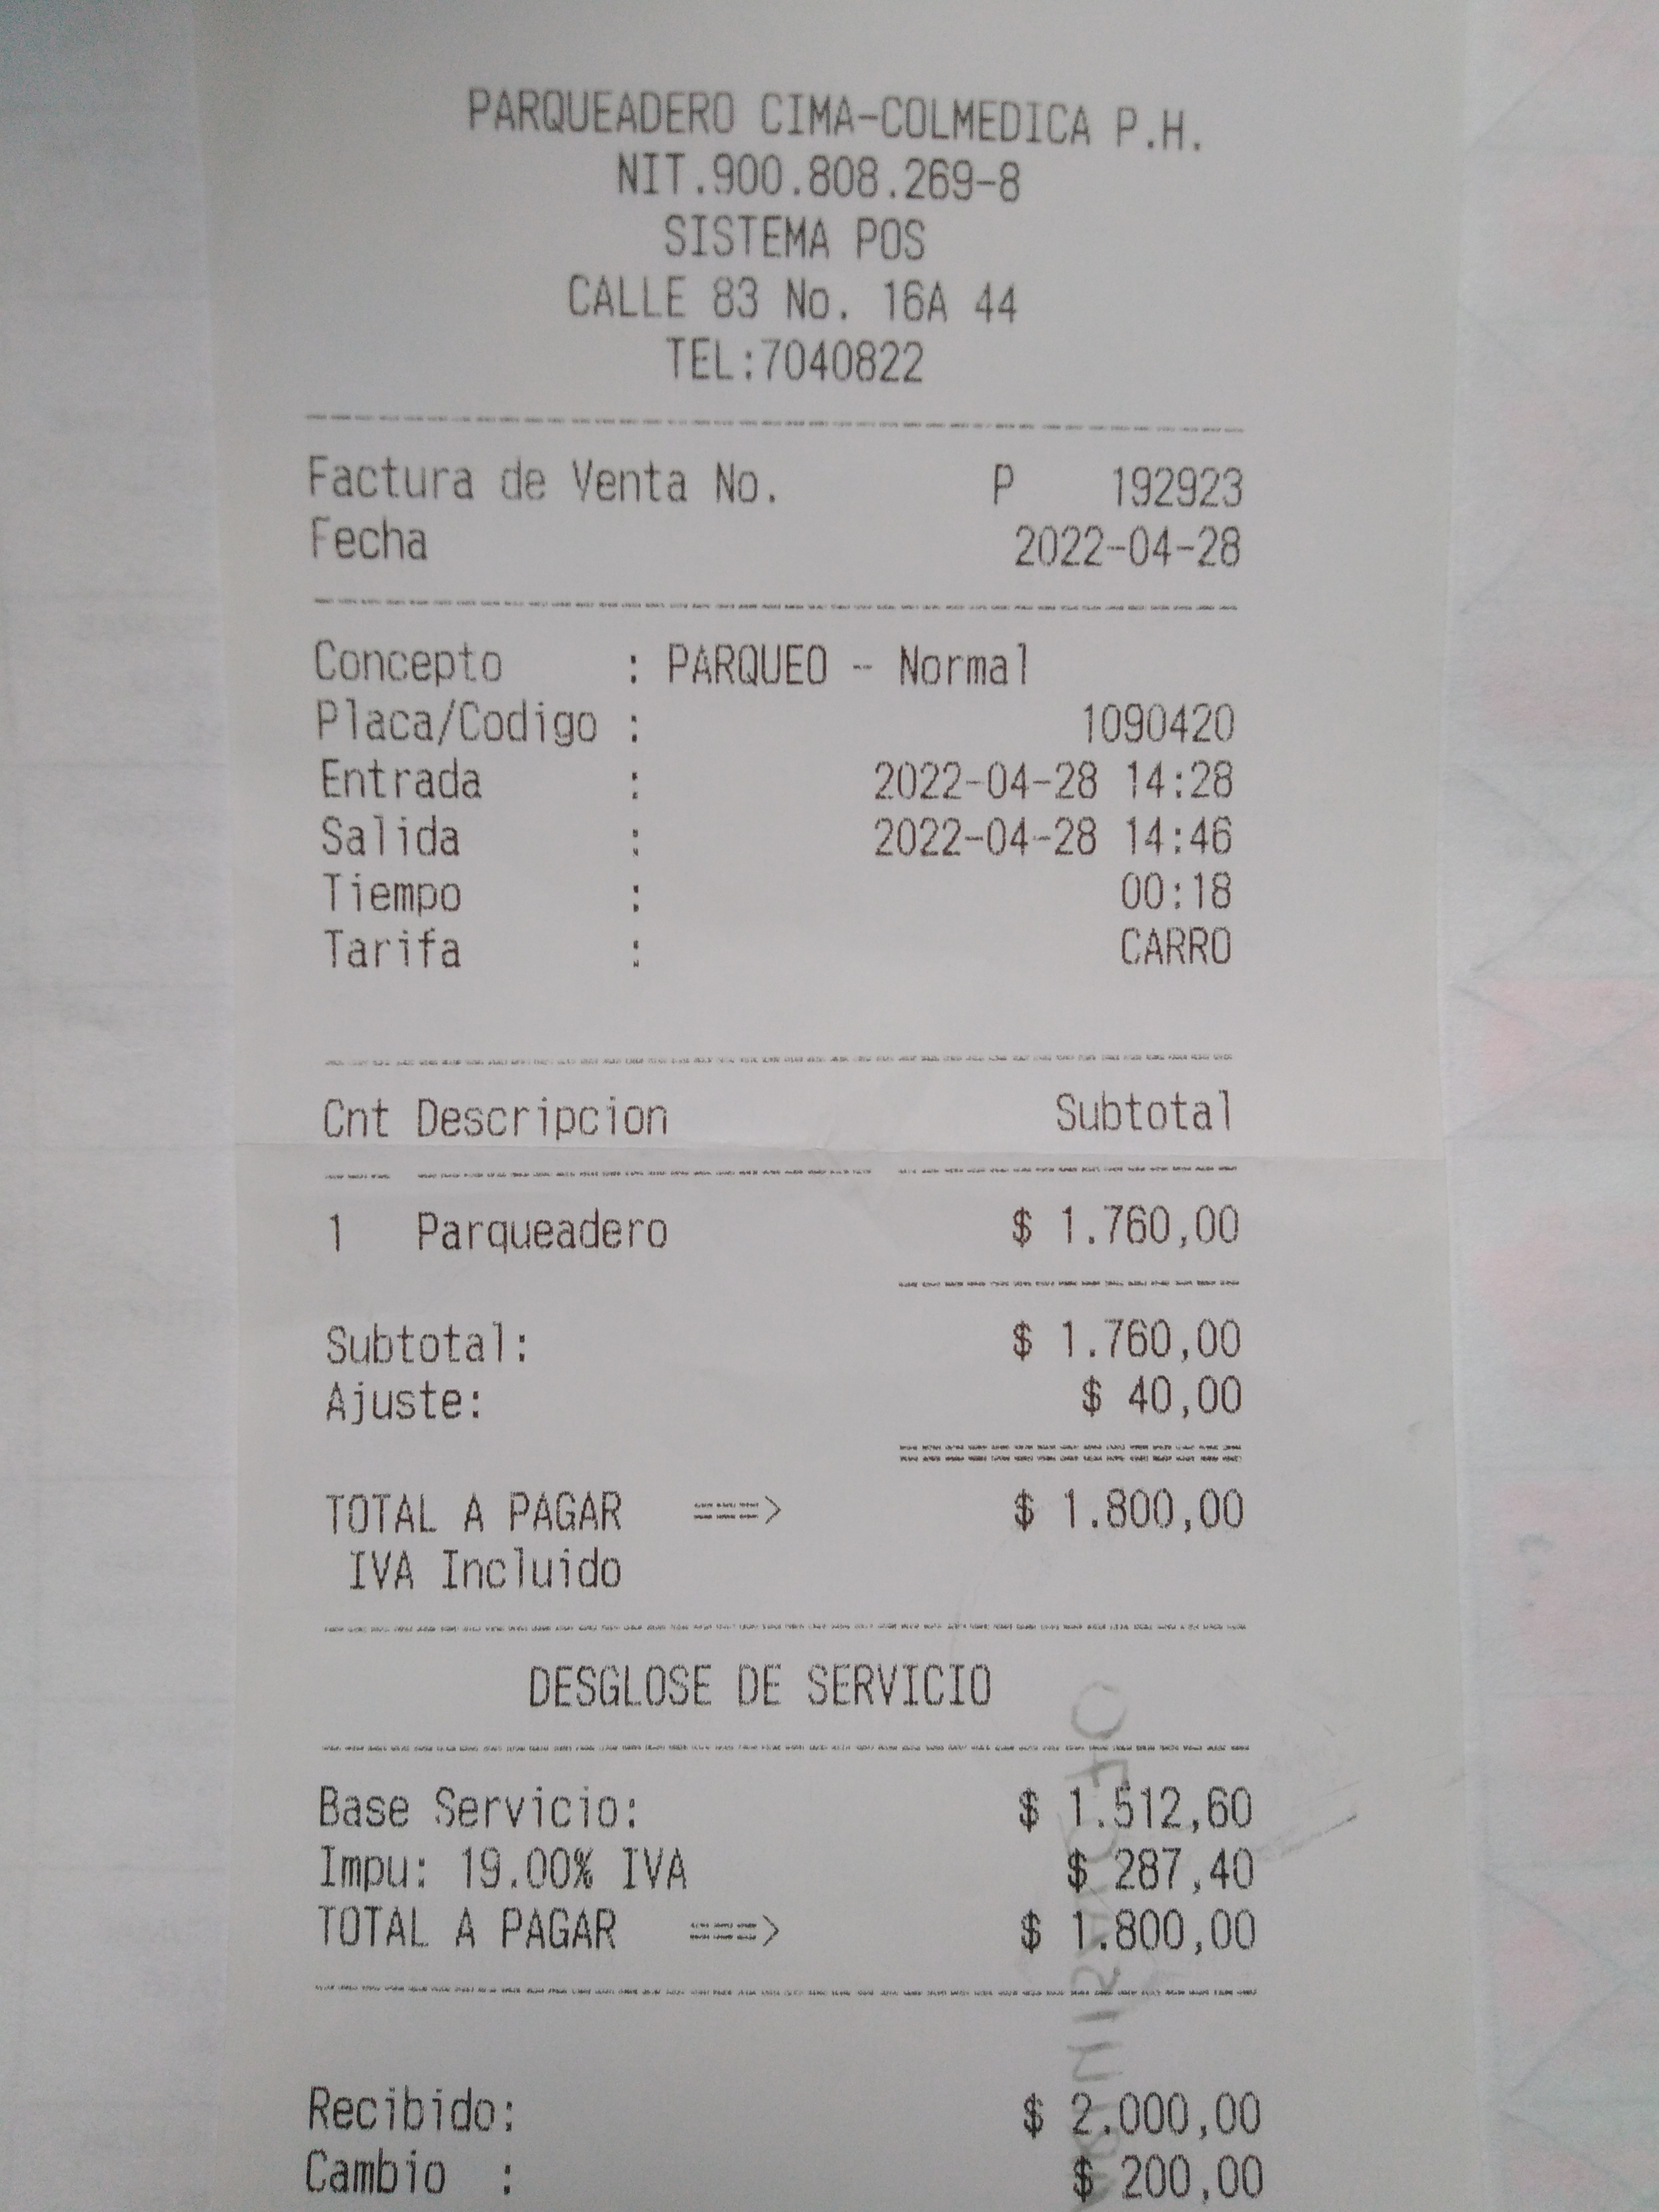 PARQUEADERO CIMA-COLMEDICA P.H.
NIT.900.808.269-8
SISTEMA POS
CALLE 83 No. 16A 44
TEL:7040822
Factura de Venta No. P 192923
Fecha 2022-04-28
Concepto : PARQUEO - Normal
Placa/Codigo : 1090420
Entrada : 2022-04-28 14:28
Salida : 2022-04-28 14:46
Tiempo : 00:18
Tarifa : CARRO
Cnt Descripcion Subtotal
1 Parqueadero $ 1.760,00
Subtotal: $ 1.760,00
Ajuste: $ 40,00
TOTAL A PAGAR ===> $ 1.800,00
IVA Incluido
DESGLOSE DE SERVICIO
Base Servicio: $ 1.512,60
Impu: 19.00% IVA $ 287,40
TOTAL A PAGAR ===> $ 1.800,00
Recibido: $ 2.000,00
Cambio : $ 200,00